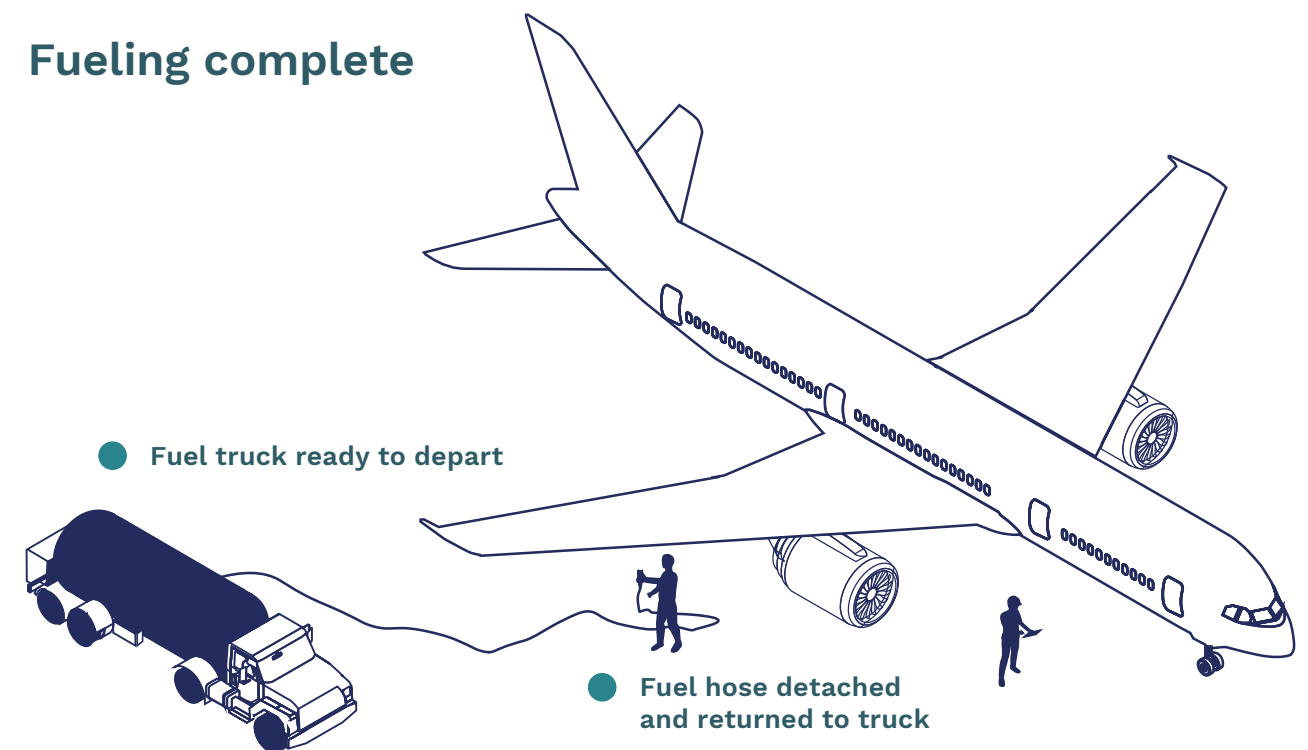 Fueling complete
Fuel truck ready to depart
Fuel hose detached
and returned to truck